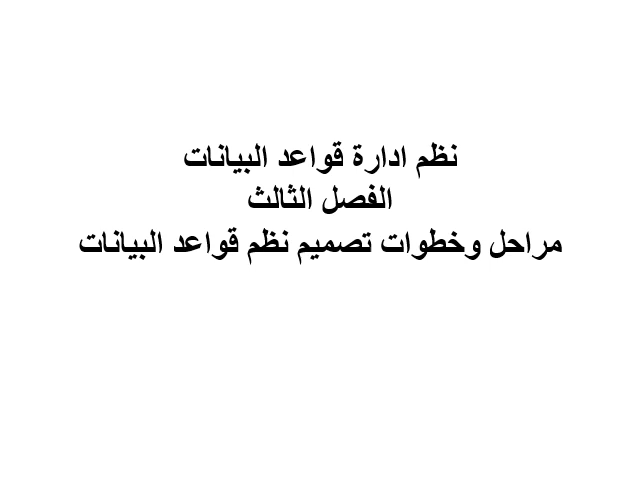 نظم ادارة قواعد البيانات
الفصل الثالث
مراحل وخطوات تصميم نظم قواعد البيانات